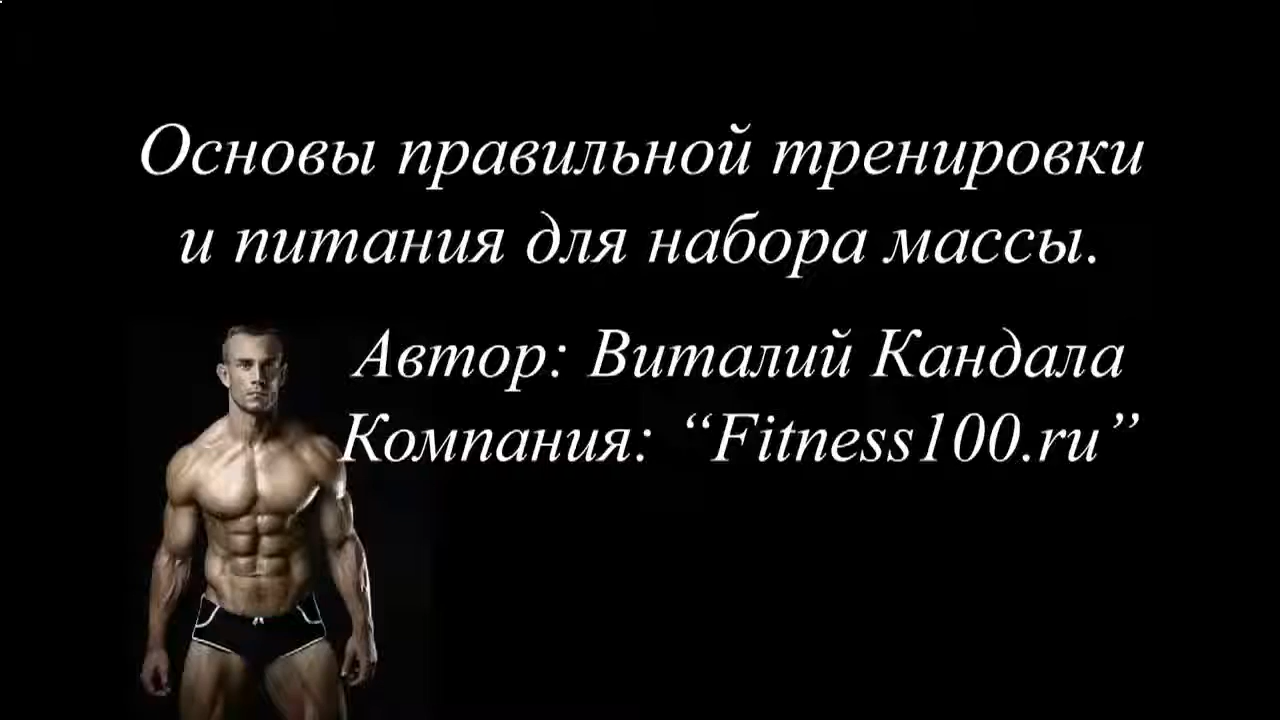 Основы правильной тренировки
и питания для набора массы.
Автор: Виталий Кандала
Компания: “Fitness100.ru”